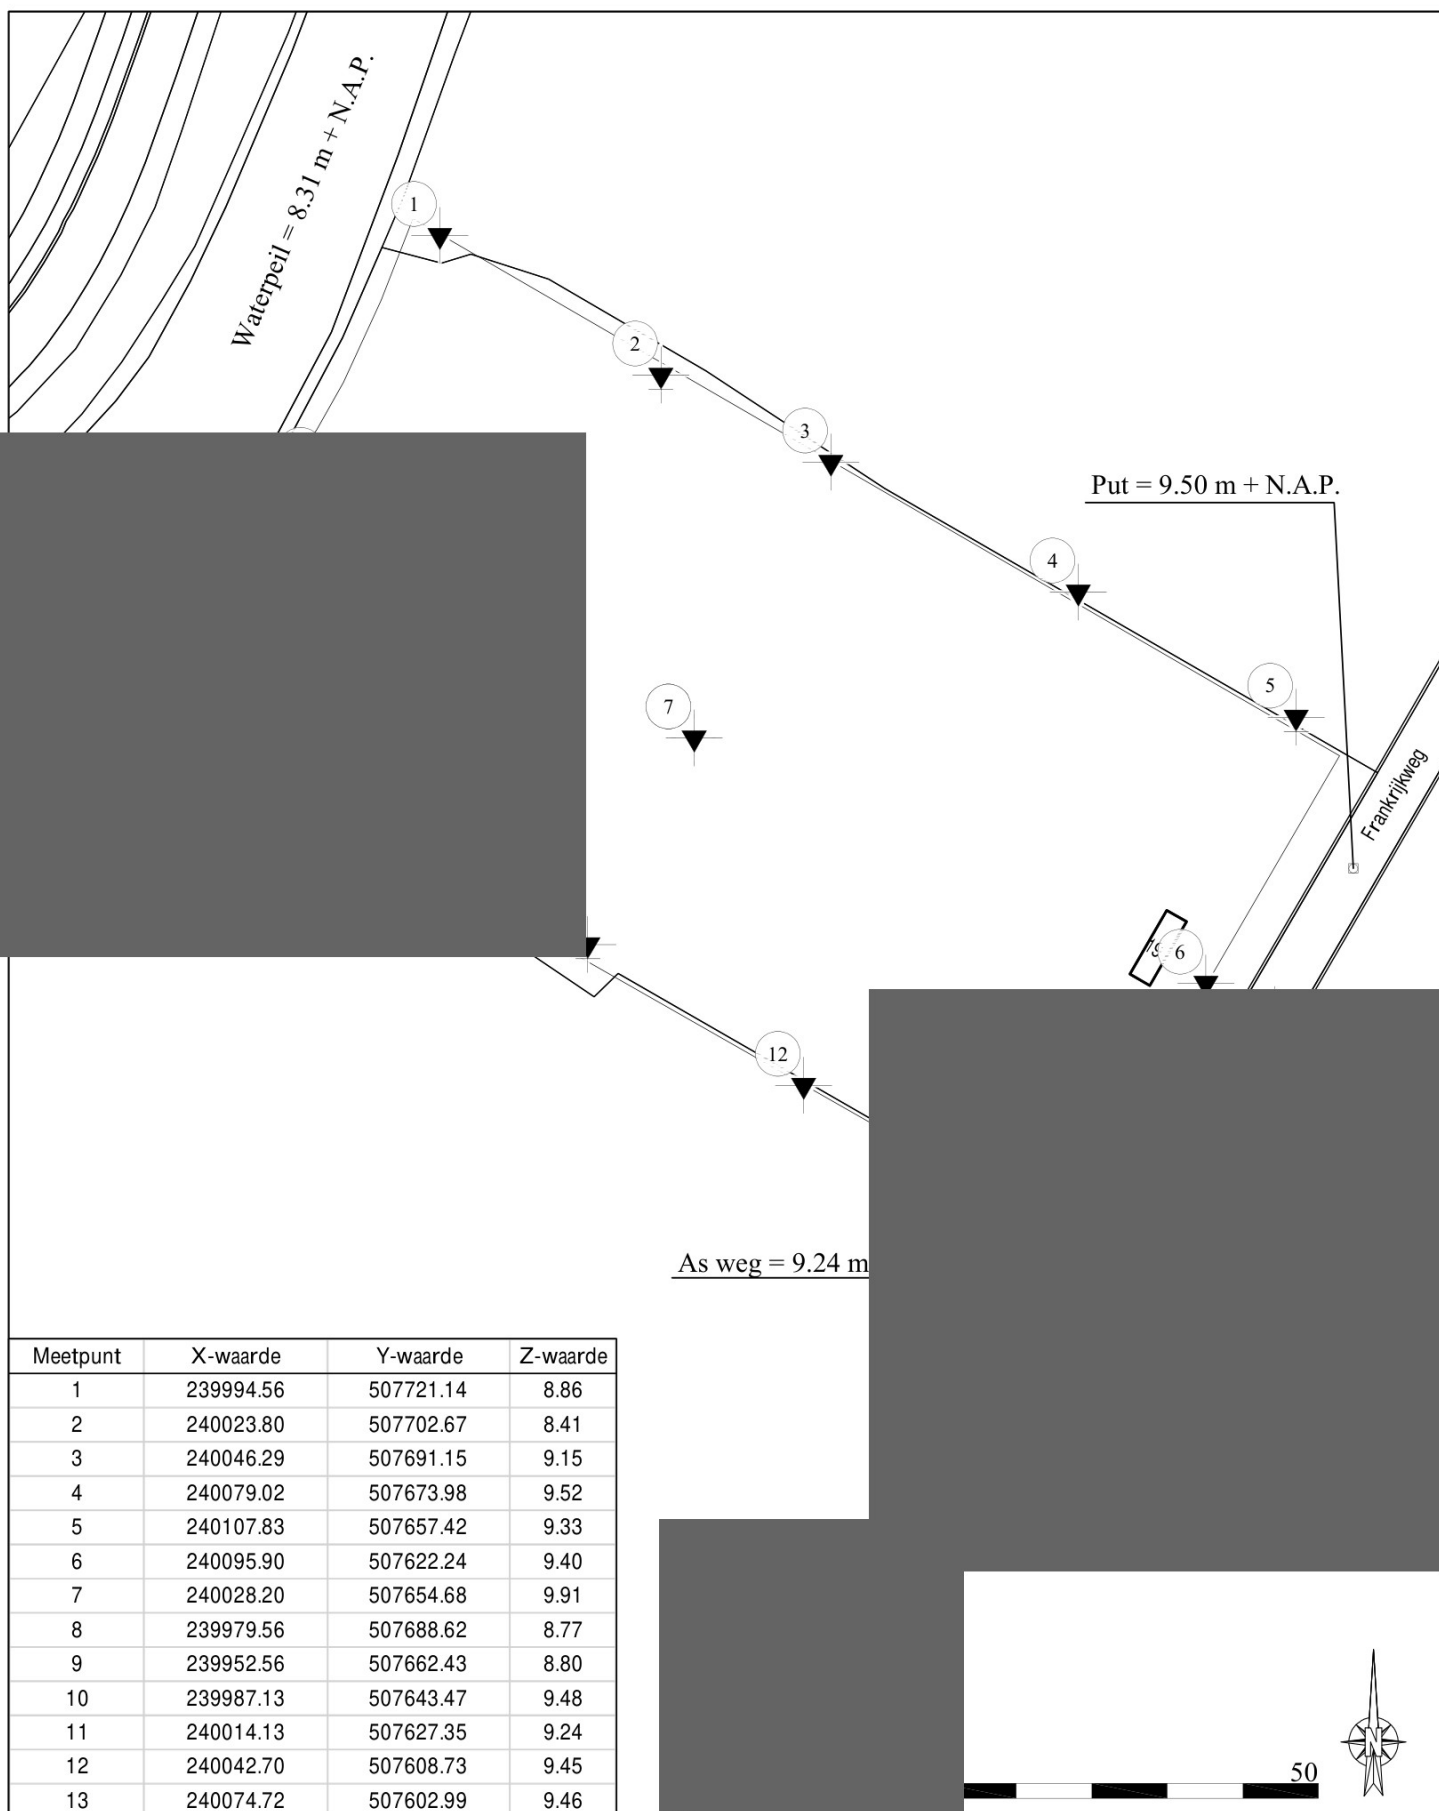 Waterpeil = 8.31 m + N.A.P.
1
2
3
Put = 9.50 m + N.A.P.
4
5
7
Frankrijkweg
6
12
As weg = 9.24 m
Meetpunt X-waarde Y-waarde Z-waarde
1 239994.56 507721.14 8.86
2 240023.80 507702.67 8.41
3 240046.29 507691.15 9.15
4 240079.02 507673.98 9.52
5 240107.83 507657.42 9.33
6 240095.90 507622.24 9.40
7 240028.20 507654.68 9.91
8 239979.56 507688.62 8.77
9 239952.56 507662.43 8.80
10 239987.13 507643.47 9.48
11 240014.13 507627.35 9.24
12 240042.70 507608.73 9.45
13 240074.72 507602.99 9.46
50
N